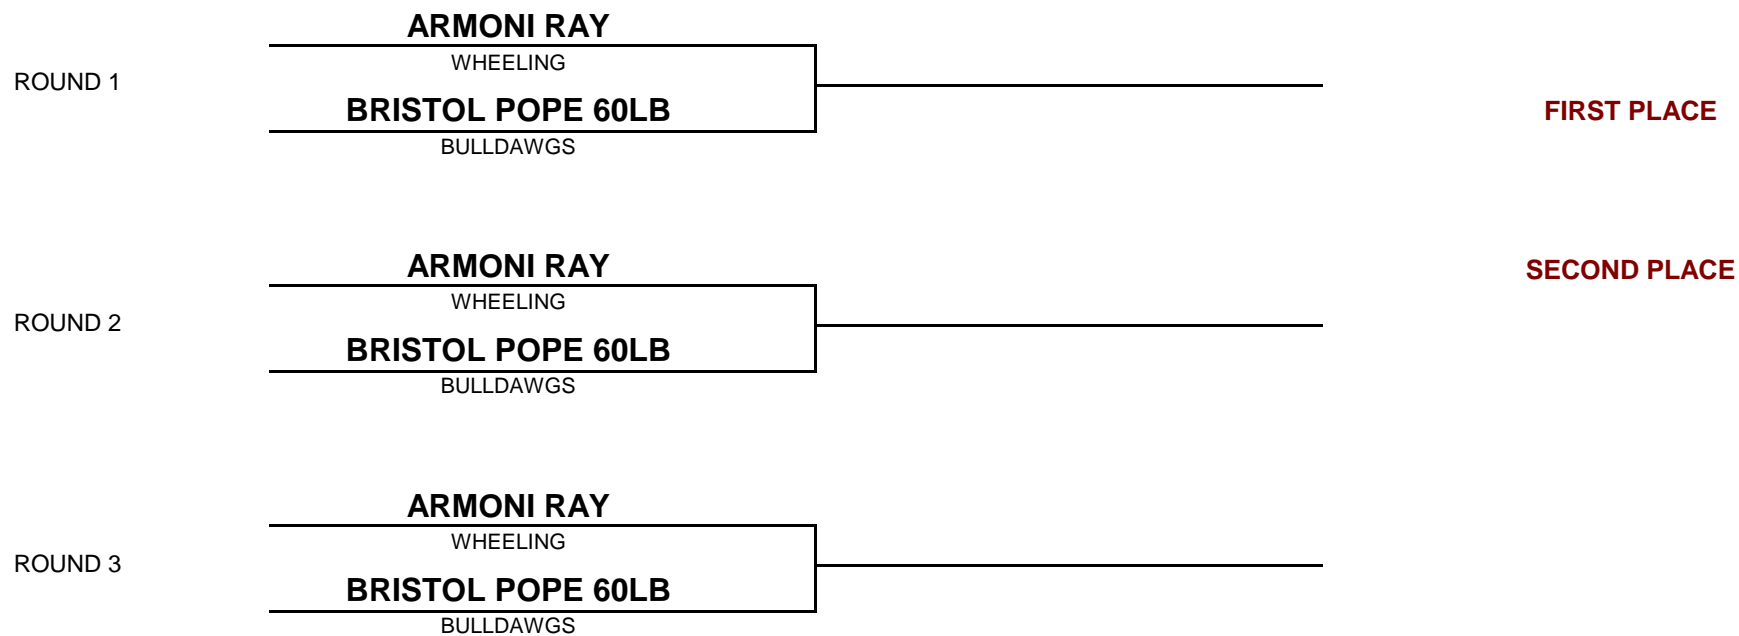 ARMONI RAY
WHEELING
ROUND 1
BRISTOL POPE 60LB
FIRST PLACE
BULLDAWGS
ARMONI RAY
SECOND PLACE
WHEELING
ROUND 2
BRISTOL POPE 60LB
BULLDAWGS
ARMONI RAY
WHEELING
ROUND 3
BRISTOL POPE 60LB
BULLDAWGS